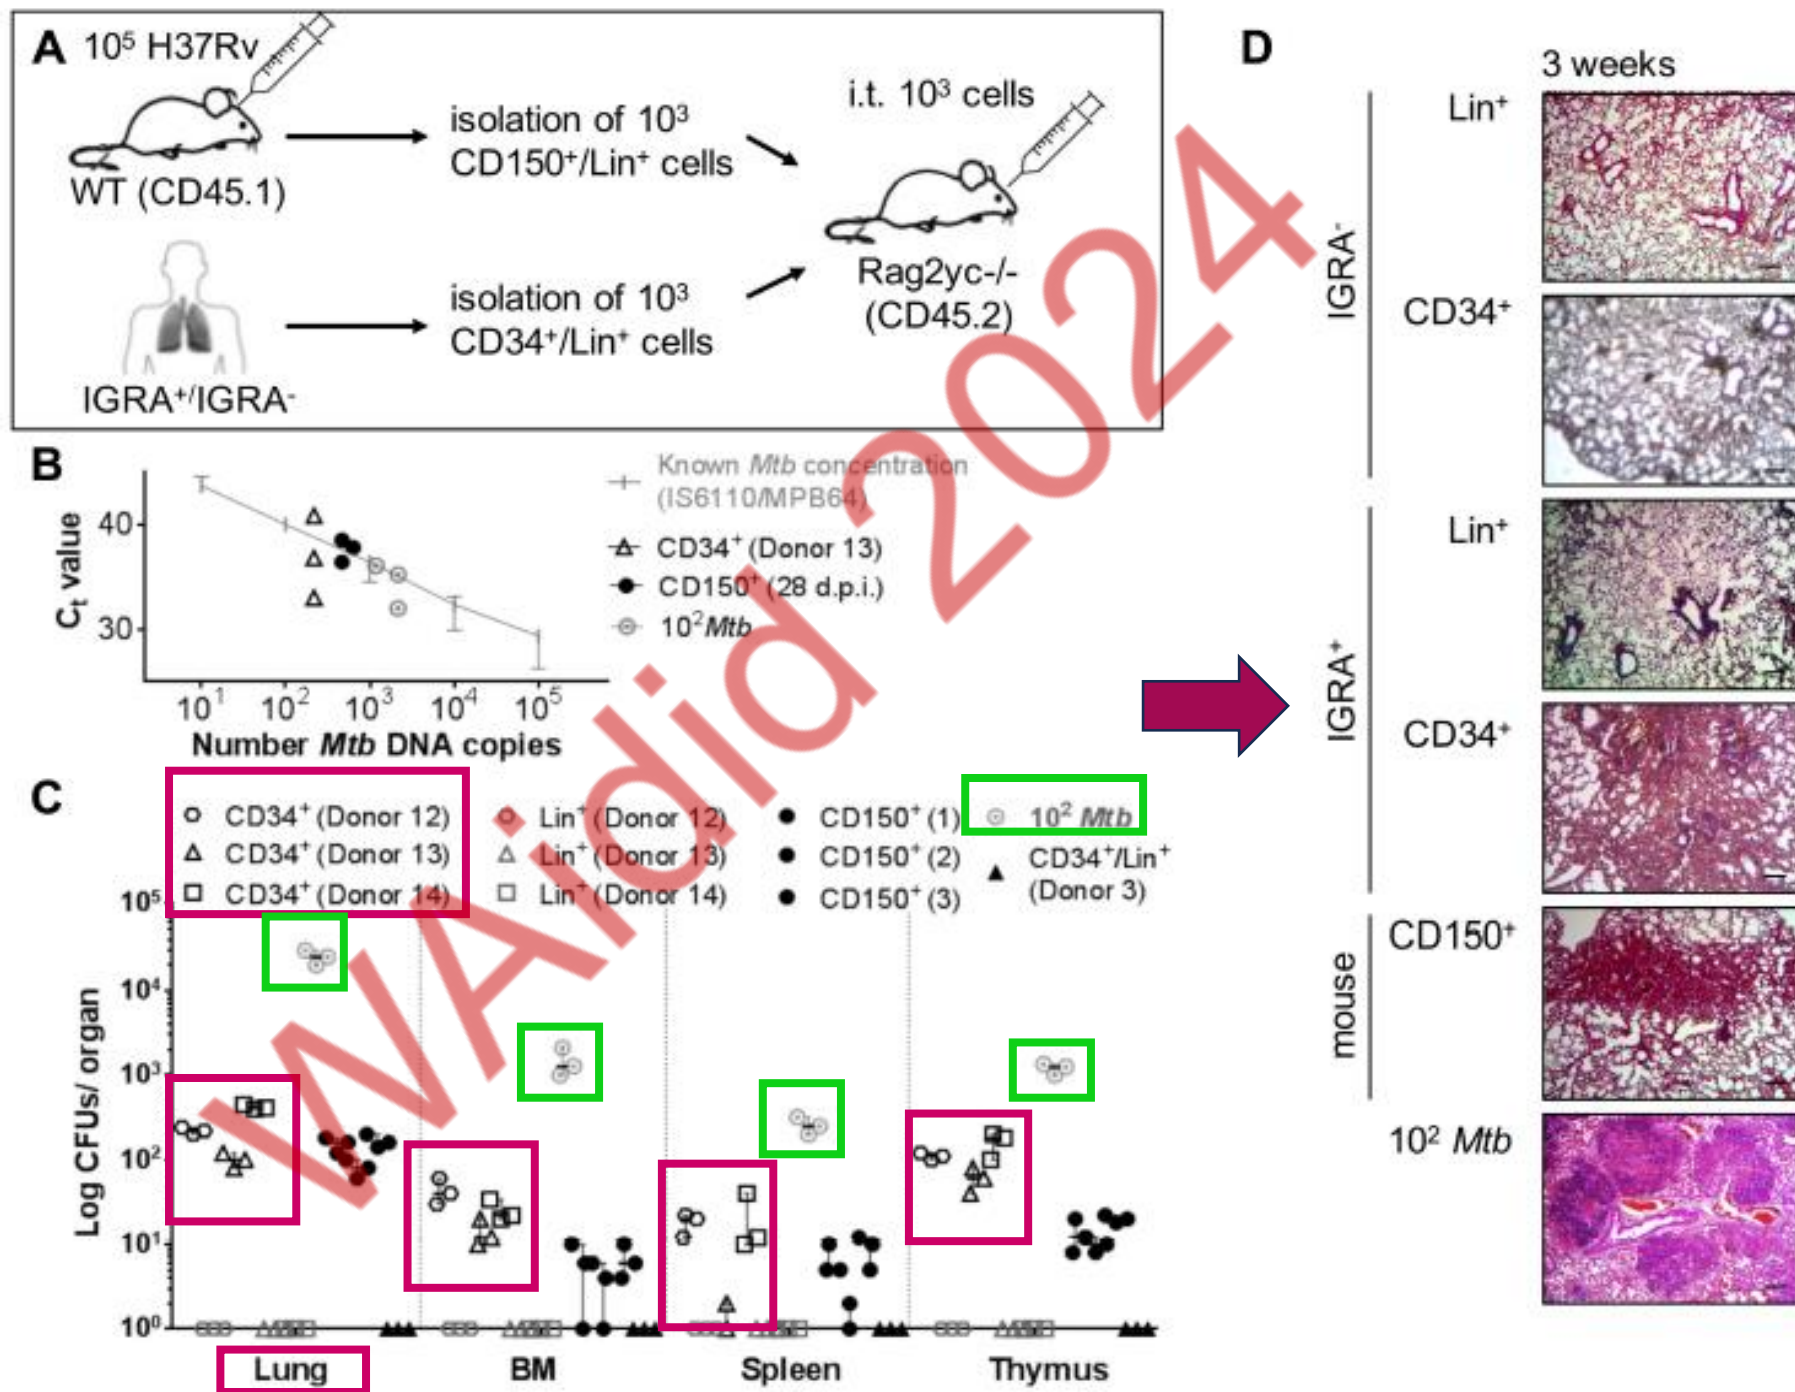 A
10⁵ H37Rv
WT (CD45.1)
isolation of 10³
CD150⁺/Lin⁺ cells
i.t. 10³ cells
Rag2yc-/-
(CD45.2)
isolation of 10³
CD34⁺/Lin⁺ cells
IGRA⁺/IGRA⁻
B
Cₜ value
40
30
10¹ 10² 10³ 10⁴ 10⁵
Number Mtb DNA copies
Known Mtb concentration
(IS6110/MPB64)
CD34⁺ (Donor 13)
CD150⁺ (28 d.p.i.)
10² Mtb
C
CD34⁺ (Donor 12)
CD34⁺ (Donor 13)
CD34⁺ (Donor 14)
Lin⁺ (Donor 12)
Lin⁺ (Donor 13)
Lin⁺ (Donor 14)
CD150⁺ (1)
CD150⁺ (2)
CD150⁺ (3)
10² Mtb
CD34⁺/Lin⁺
(Donor 3)
Log CFUs/ organ
10⁵
10⁴
10³
10²
10¹
10⁰
Lung BM Spleen Thymus
D
3 weeks
IGRA⁻
Lin⁺
CD34⁺
IGRA⁺
Lin⁺
CD34⁺
mouse
CD150⁺
10² Mtb
WAidid 2024